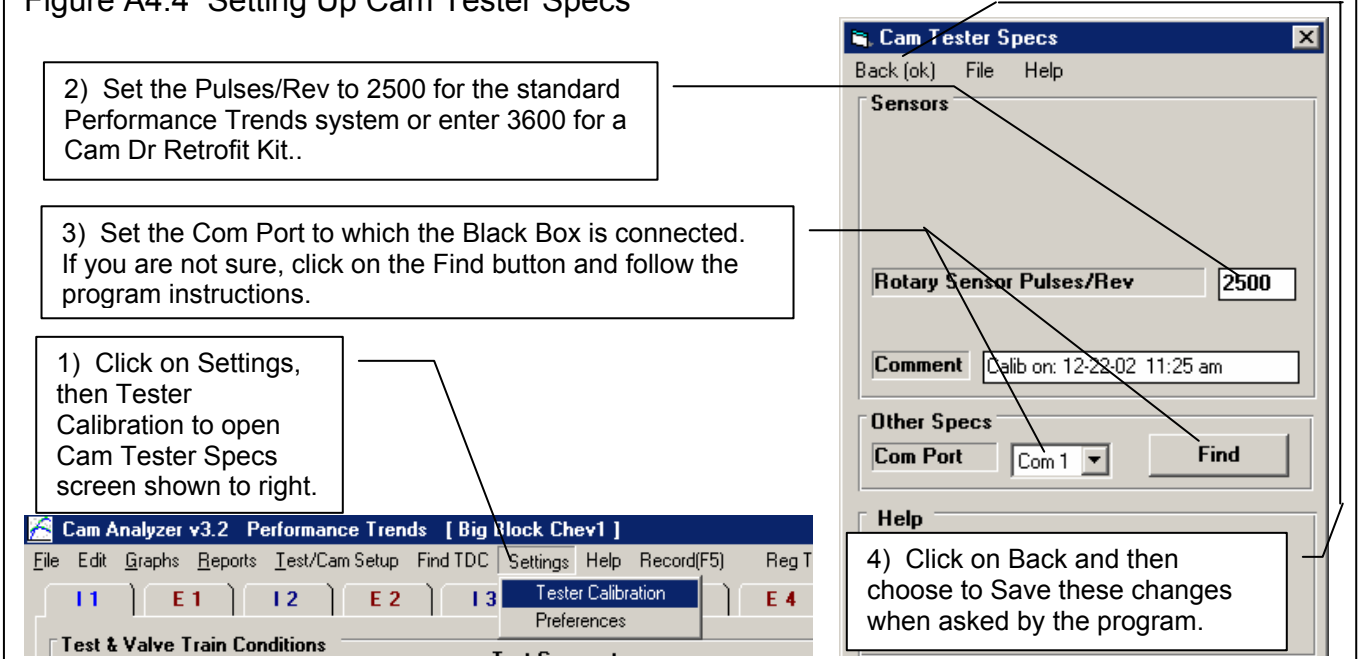 Figure A4.4  Setting Up Cam Tester Specs
2)  Set the Pulses/Rev to 2500 for the standard
Performance Trends system or enter 3600 for a
Cam Dr Retrofit Kit..
3)  Set the Com Port to which the Black Box is connected.
If you are not sure, click on the Find button and follow the
program instructions.
1)  Click on Settings,
then Tester
Calibration to open
Cam Tester Specs
screen shown to right.
Cam Analyzer v3.2   Performance Trends   [ Big Block Chev1 ]
File Edit Graphs Reports Test/Cam Setup Find TDC Settings Help Record(F5) Reg T
I 1 E 1 I 2 E 2 I 3 E 4
Tester Calibration
Preferences
Test & Valve Train Conditions
Cam Tester Specs
Back (ok) File Help
Sensors
Rotary Sensor Pulses/Rev 2500
Comment Calib on: 12-22-02 11:25 am
Other Specs
Com Port Com 1 Find
Help
4)  Click on Back and then
choose to Save these changes
when asked by the program.